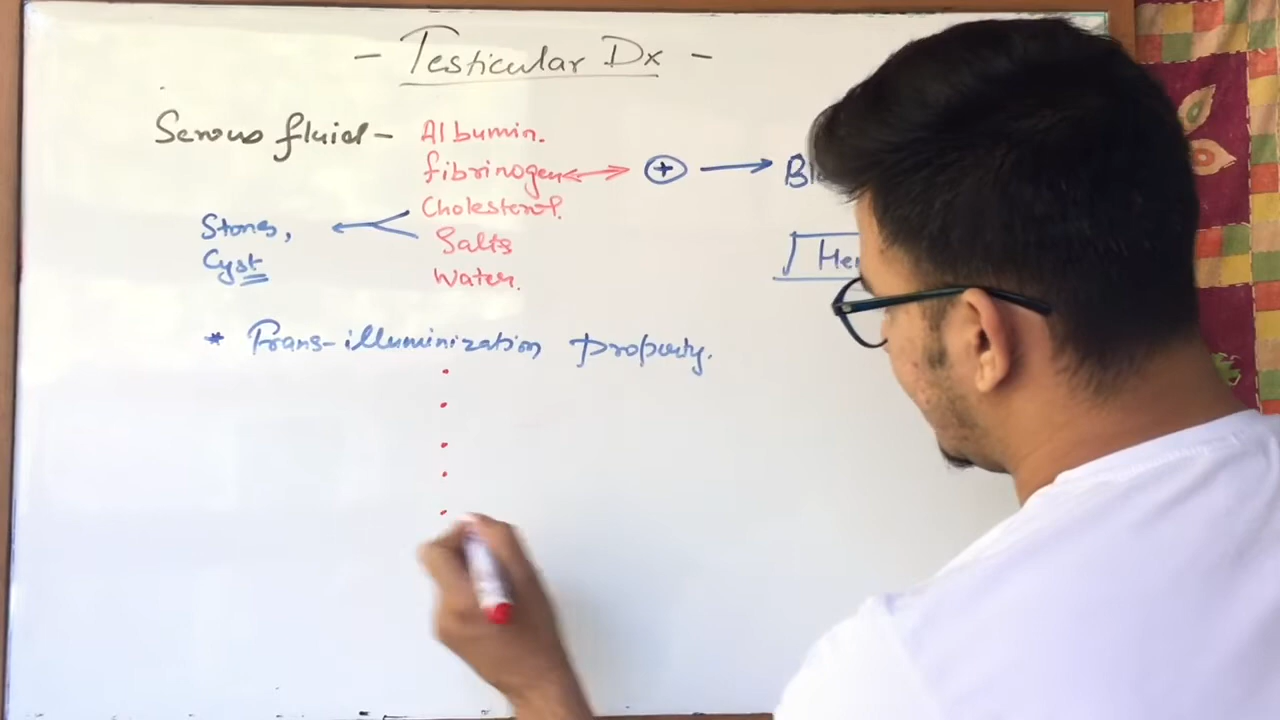 - Testicular Dx -
Serous fluid - Albumin.
fibrinogen ↔ + →
Cholesterol.
Stones, Salts
Cyst Water.
* Trans-illuminization property.